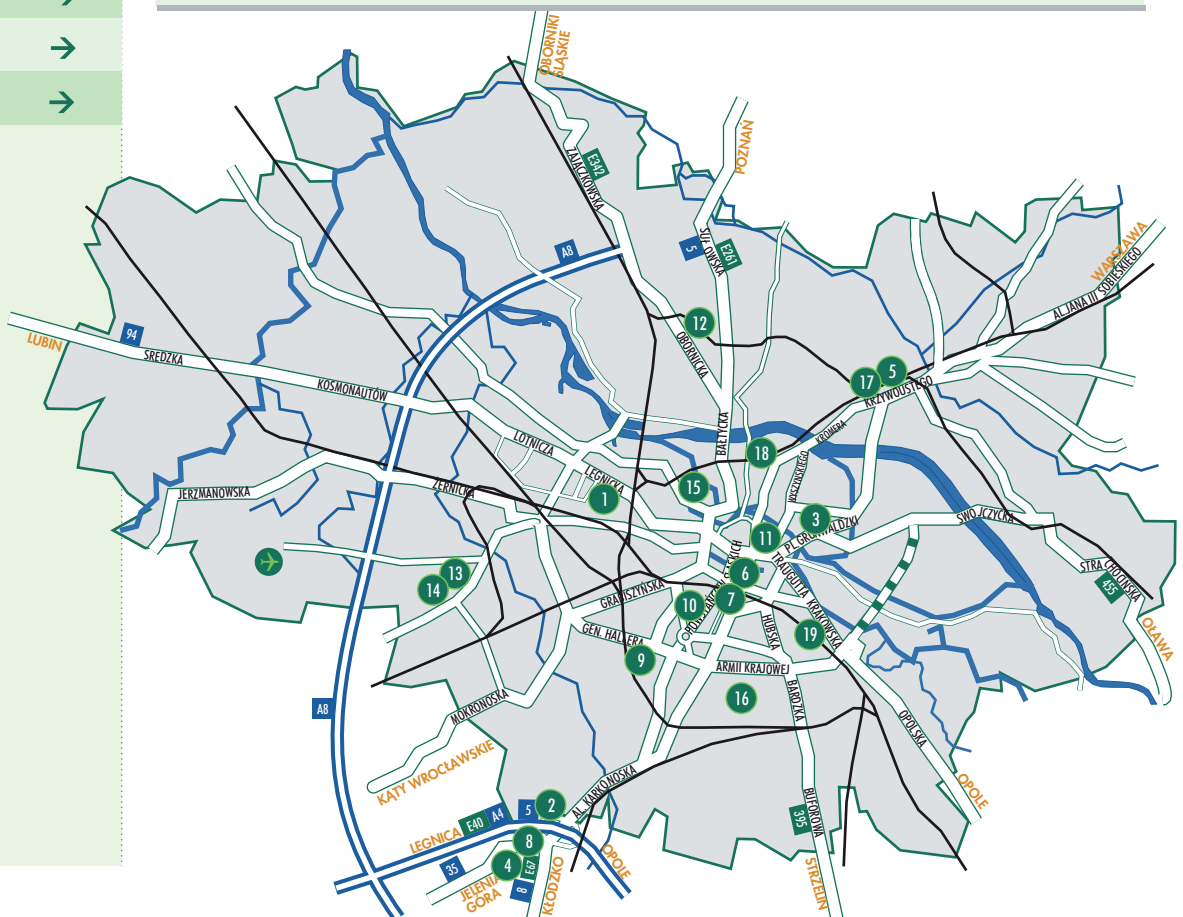 OBORNIKI
ŚLĄSKIE
POZNAŃ
E342
ZAJĄCZKOWSKA
5
SUŁOWSKA
E261
A8
WARSZAWA
AL. JANA III SOBIESKIEGO
94
LUBIN
ŚREDZKA
KOSMONAUTÓW
12
OBORNICKA
17
5
KRZYWOUSTEGO
BAŁTYCKA
KROMERA
LOTNICZA
18
WYSZYŃSKIEGO
LEGNICKA
1
15
JERZMANOWSKA
ŻERNICKA
3
PL. GRUNWALDZKI
SWOJCZYCKA
11
STRACHOCIŃSKA
455
13
14
6
TRAUGUTTA
KRAKOWSKA
GRABISZYŃSKA
10
7
HUBSKA
19
OŁAWA
GEN. HALLERA
9
ARMII KRAJOWEJ
16
BARDZKA
A8
MOKRONOSKA
OPOLSKA
KĄTY WROCŁAWSKIE
AL. KARKONOSKA
OPOLE
2
5
A4
E40
LEGNICA
395
BUFOROWA
8
OPOLE
4
E67
35
JELENIA
GÓRA
8
KŁODZKO
STRZELIN